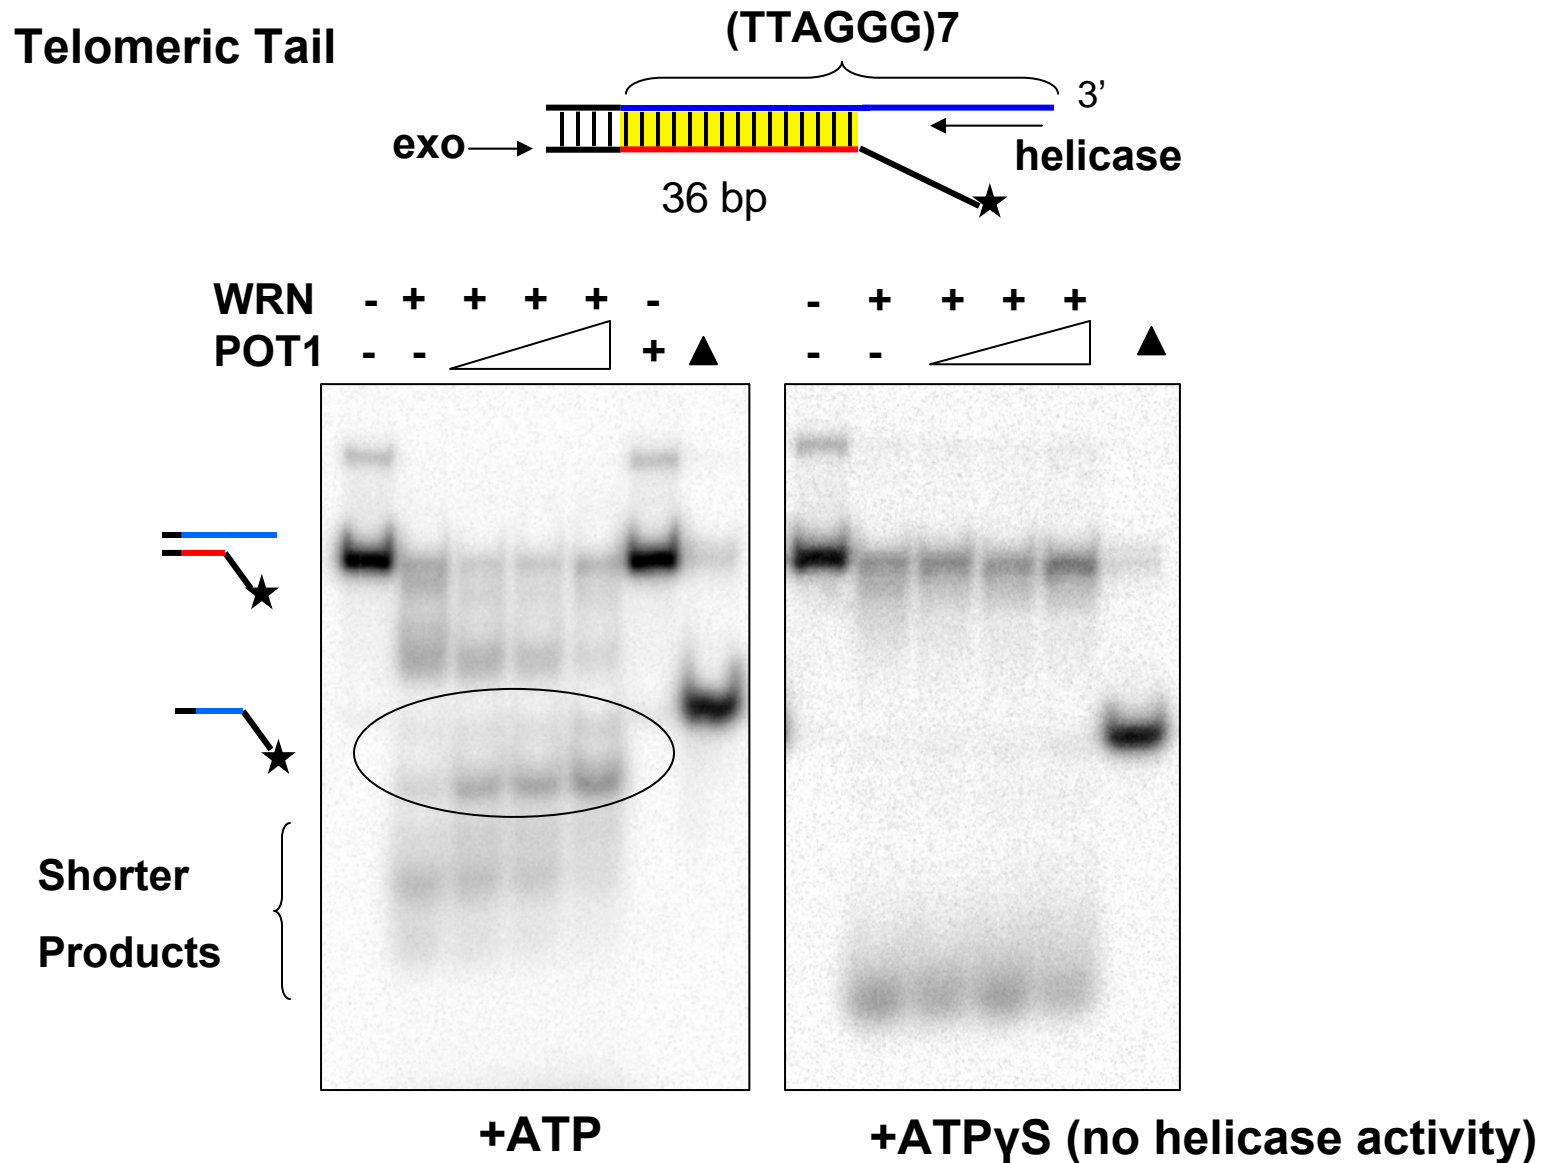 Telomeric Tail
(TTAGGG)7
3’
exo
helicase
36 bp
WRN - + + + + - - + + + +
POT1 - - + ▲ - - ▲
Shorter
Products
+ATP
+ATPγS (no helicase activity)